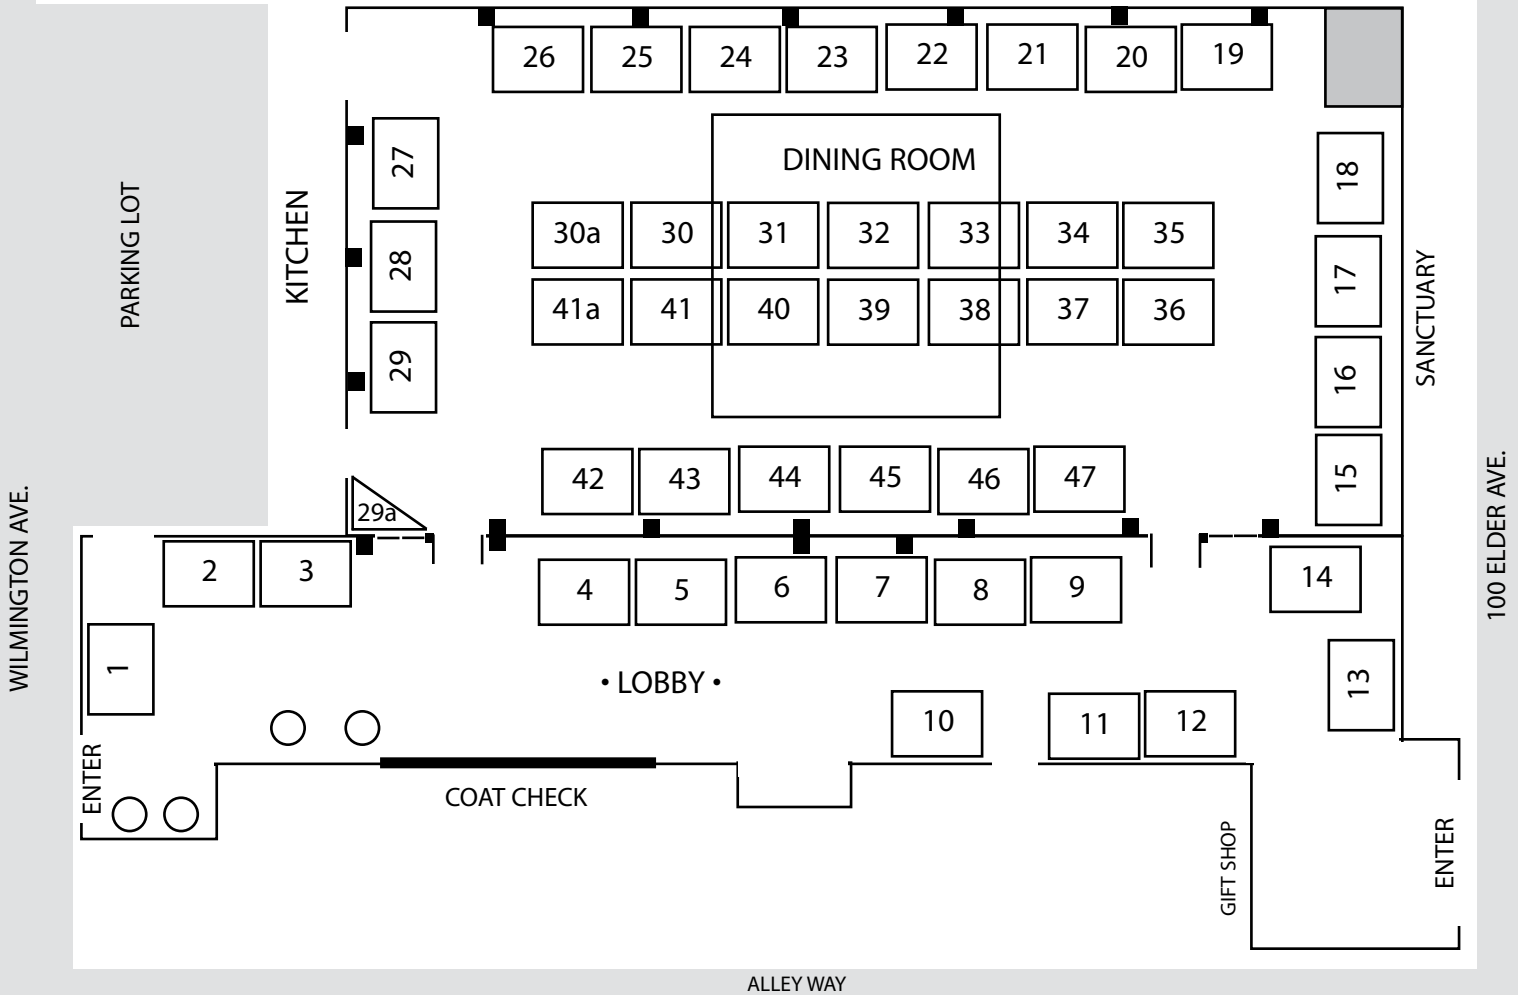 26 25 24 23 22 21 20 19
DINING ROOM
27
28
29
18
17
16
15
PARKING LOT
KITCHEN
30a 30 31 32 33 34 35
41a 41 40 39 38 37 36
SANCTUARY
42 43 44 45 46 47
29a
WILMINGTON AVE.
100 ELDER AVE.
2 3
4 5 6 7 8 9
14
1
• LOBBY •
13
10 11 12
ENTER
COAT CHECK
GIFT SHOP
ENTER
ALLEY WAY